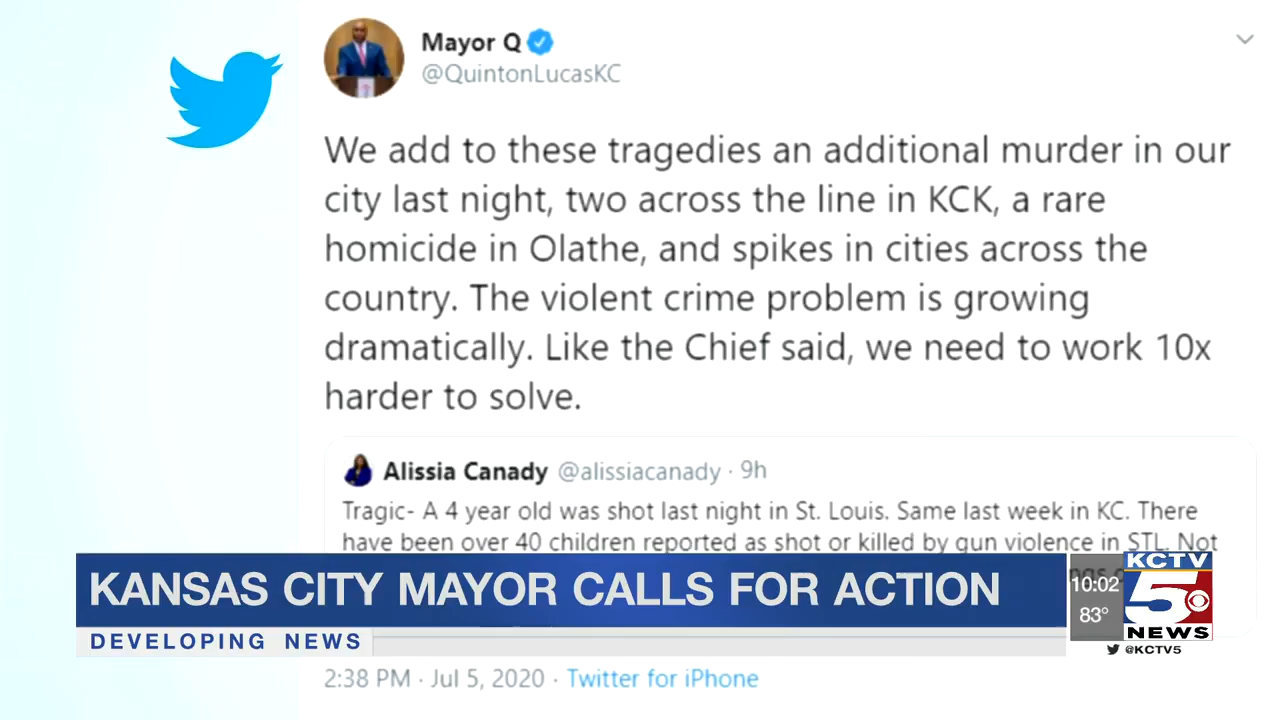 Mayor Q
@QuintonLucasKC
We add to these tragedies an additional murder in our
city last night, two across the line in KCK, a rare
homicide in Olathe, and spikes in cities across the
country. The violent crime problem is growing
dramatically. Like the Chief said, we need to work 10x
harder to solve.
Alissia Canady @alissiacanady · 9h
Tragic- A 4 year old was shot last night in St. Louis. Same last week in KC. There
have been over 40 children reported as shot or killed by gun violence in STL. Not
KANSAS CITY MAYOR CALLS FOR ACTION
DEVELOPING NEWS
10:02
83°
KCTV
5
NEWS
@KCTV5
2:38 PM · Jul 5, 2020 · Twitter for iPhone